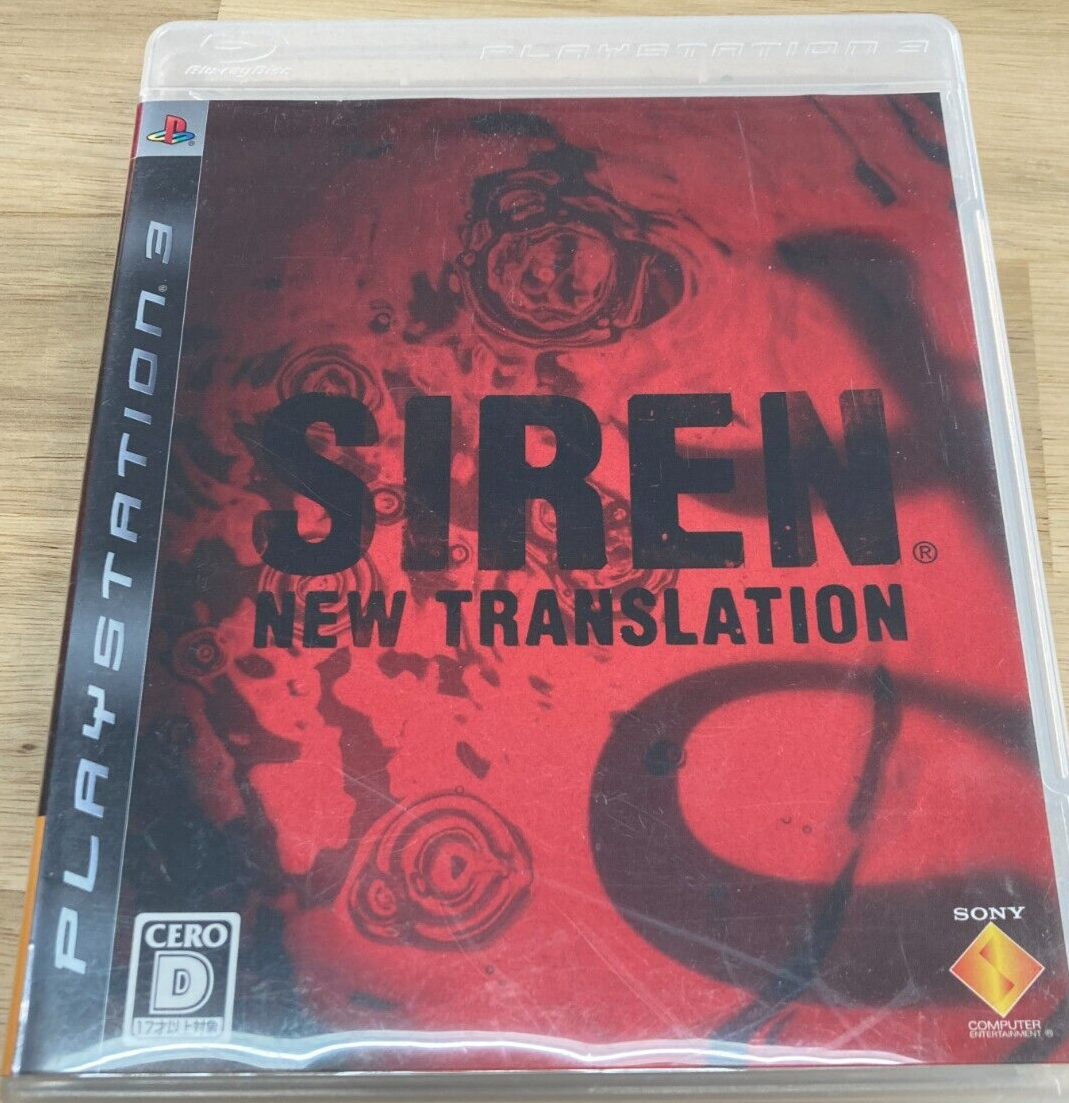 Blu-ray Disc
PLAYSTATION 3
PLAYSTATION®3
SIREN®
NEW TRANSLATION
CERO
D
17才以上対象
SONY
COMPUTER
ENTERTAINMENT®